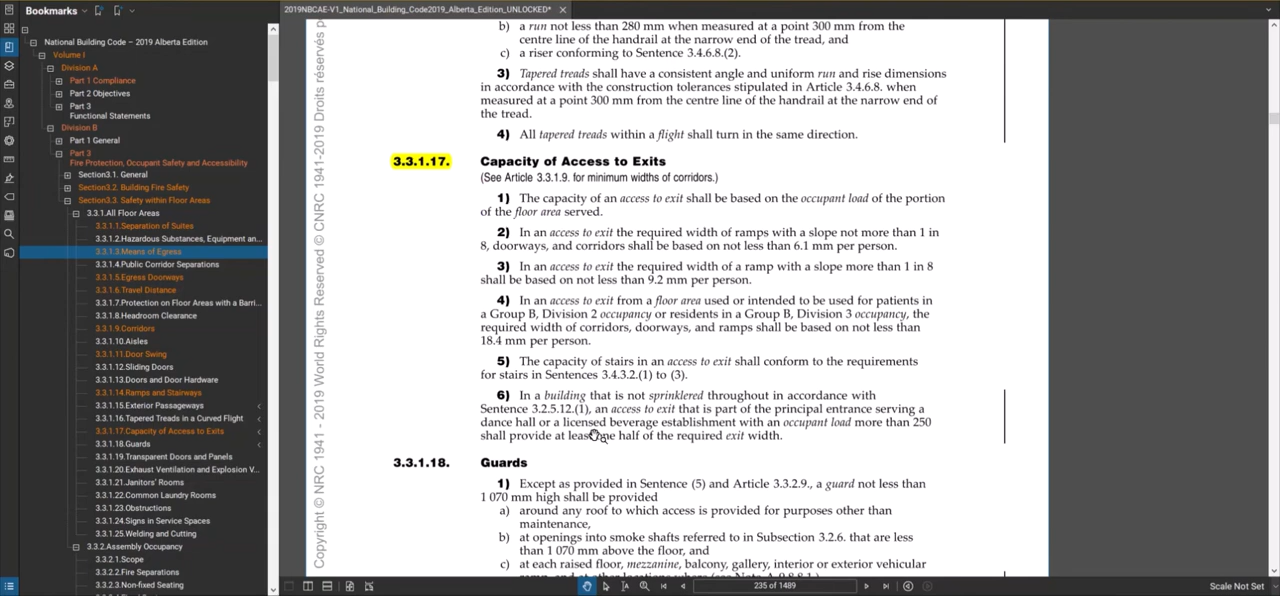 Bookmarks
2019NBCAE-V1_National_Building_Code2019_Alberta_Edition_UNLOCKED*
National Building Code – 2019 Alberta Edition
Volume I
Division A
Part 1 Compliance
Part 2 Objectives
Part 3
Functional Statements
Division B
Part 1 General
Part 3
Fire Protection, Occupant Safety and Accessibility
Section3.1. General
Section3.2. Building Fire Safety
Section3.3. Safety within Floor Areas
3.3.1.All Floor Areas
3.3.1.1.Separation of Suites
3.3.1.2.Hazardous Substances, Equipment an...
3.3.1.3.Means of Egress
3.3.1.4.Public Corridor Separations
3.3.1.5.Egress Doorways
3.3.1.6.Travel Distance
3.3.1.7.Protection on Floor Areas with a Barri...
3.3.1.8.Headroom Clearance
3.3.1.9.Corridors
3.3.1.10.Aisles
3.3.1.11.Door Swing
3.3.1.12.Sliding Doors
3.3.1.13.Doors and Door Hardware
3.3.1.14.Ramps and Stairways
3.3.1.15.Exterior Passageways
3.3.1.16.Tapered Treads in a Curved Flight
3.3.1.17.Capacity of Access to Exits
3.3.1.18.Guards
3.3.1.19.Transparent Doors and Panels
3.3.1.20.Exhaust Ventilation and Explosion V...
3.3.1.21.Janitors' Rooms
3.3.1.22.Common Laundry Rooms
3.3.1.23.Obstructions
3.3.1.24.Signs in Service Spaces
3.3.1.25.Welding and Cutting
3.3.2.Assembly Occupancy
3.3.2.1.Scope
3.3.2.2.Fire Separations
3.3.2.3.Non-fixed Seating
Copyright © NRC 1941 - 2019 World Rights Reserved © CNRC 1941-2019 Droits réservés p
b) a run not less than 280 mm when measured at a point 300 mm from the
centre line of the handrail at the narrow end of the tread, and
c) a riser conforming to Sentence 3.4.6.8.(2).
3) Tapered treads shall have a consistent angle and uniform run and rise dimensions
in accordance with the construction tolerances stipulated in Article 3.4.6.8. when
measured at a point 300 mm from the centre line of the handrail at the narrow end of
the tread.
4) All tapered treads within a flight shall turn in the same direction.
3.3.1.17. Capacity of Access to Exits
(See Article 3.3.1.9. for minimum widths of corridors.)
1) The capacity of an access to exit shall be based on the occupant load of the portion
of the floor area served.
2) In an access to exit the required width of ramps with a slope not more than 1 in
8, doorways, and corridors shall be based on not less than 6.1 mm per person.
3) In an access to exit the required width of a ramp with a slope more than 1 in 8
shall be based on not less than 9.2 mm per person.
4) In an access to exit from a floor area used or intended to be used for patients in
a Group B, Division 2 occupancy or residents in a Group B, Division 3 occupancy, the
required width of corridors, doorways, and ramps shall be based on not less than
18.4 mm per person.
5) The capacity of stairs in an access to exit shall conform to the requirements
for stairs in Sentences 3.4.3.2.(1) to (3).
6) In a building that is not sprinklered throughout in accordance with
Sentence 3.2.5.12.(1), an access to exit that is part of the principal entrance serving a
dance hall or a licensed beverage establishment with an occupant load more than 250
shall provide at least one half of the required exit width.
3.3.1.18. Guards
1) Except as provided in Sentence (5) and Article 3.3.2.9., a guard not less than
1 070 mm high shall be provided
a) around any roof to which access is provided for purposes other than
maintenance,
b) at openings into smoke shafts referred to in Subsection 3.2.6. that are less
than 1 070 mm above the floor, and
c) at each raised floor, mezzanine, balcony, gallery, interior or exterior vehicular
235 of 1489
Scale Not Set